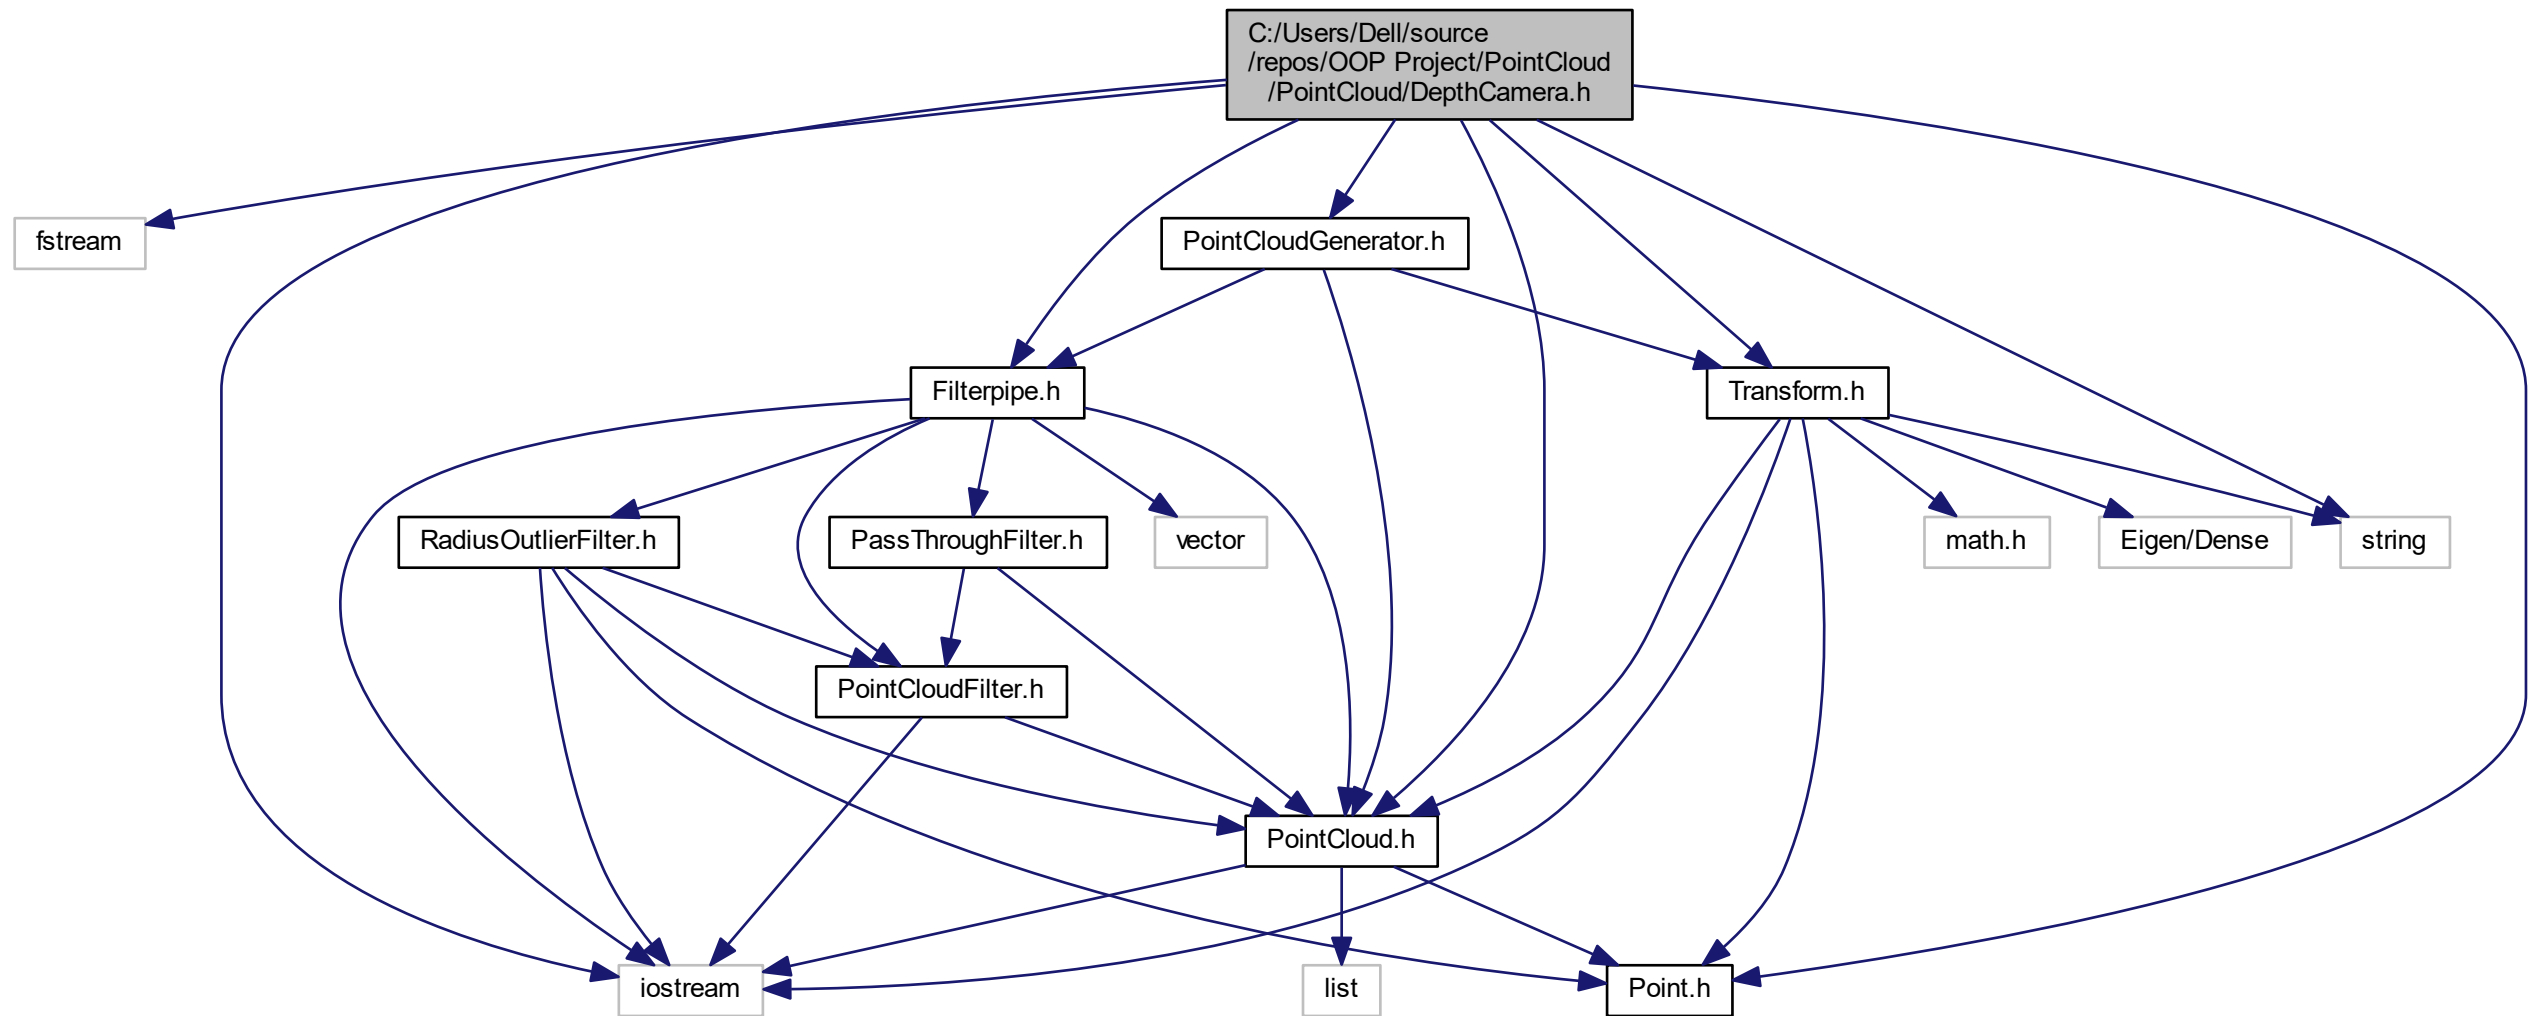 C:/Users/Dell/source
/repos/OOP Project/PointCloud
/PointCloud/DepthCamera.h
fstream
PointCloudGenerator.h
Filterpipe.h
Transform.h
RadiusOutlierFilter.h
PassThroughFilter.h
vector
math.h
Eigen/Dense
string
PointCloudFilter.h
PointCloud.h
iostream
list
Point.h